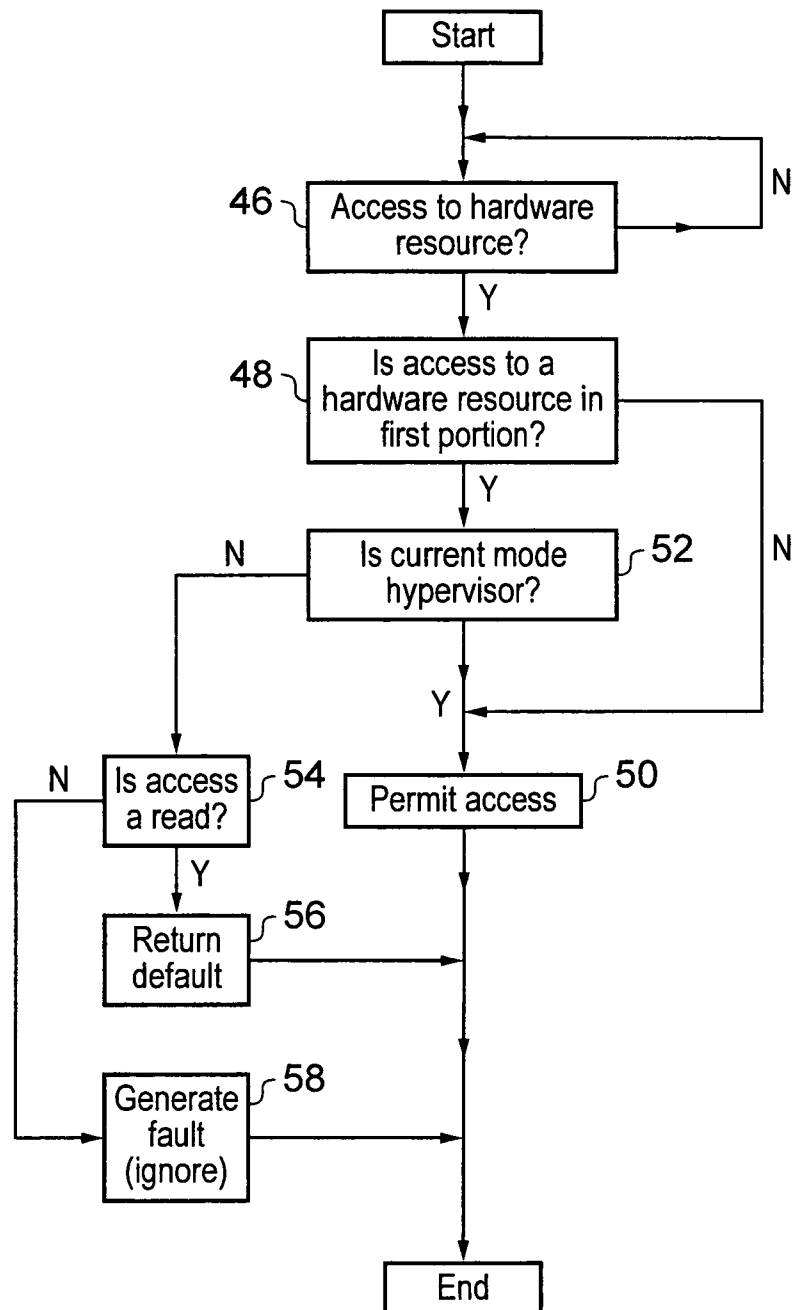 Start
N
46
Access to hardware
resource?
Y
48
Is access to a
hardware resource in
first portion?
Y
N
N
Is current mode
hypervisor?
52
Y
N
Is access
a read?
54
Permit access
50
Y
Return
default
56
Generate
fault
(ignore)
58
End